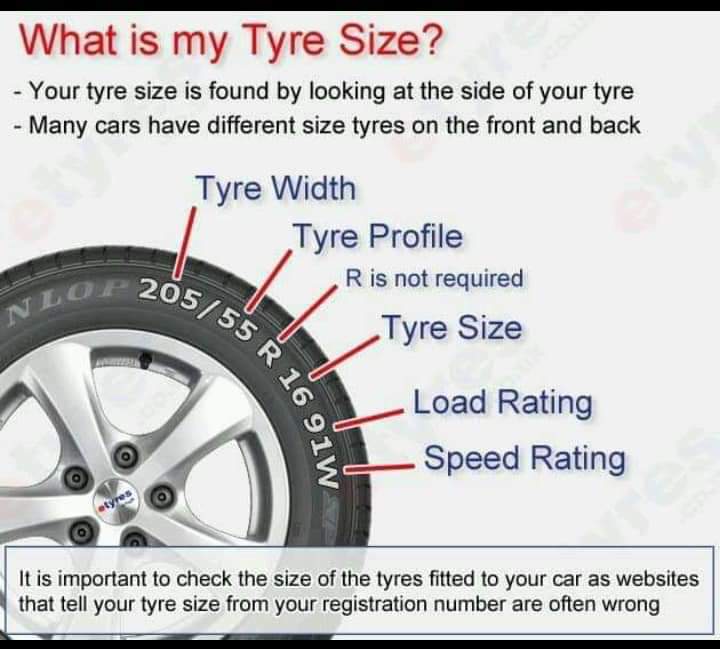 What is my Tyre Size?
- Your tyre size is found by looking at the side of your tyre
- Many cars have different size tyres on the front and back
Tyre Width
Tyre Profile
R is not required
Tyre Size
Load Rating
Speed Rating
NLOP 205/55 R 16 91W
etyres
It is important to check the size of the tyres fitted to your car as websites
that tell your tyre size from your registration number are often wrong